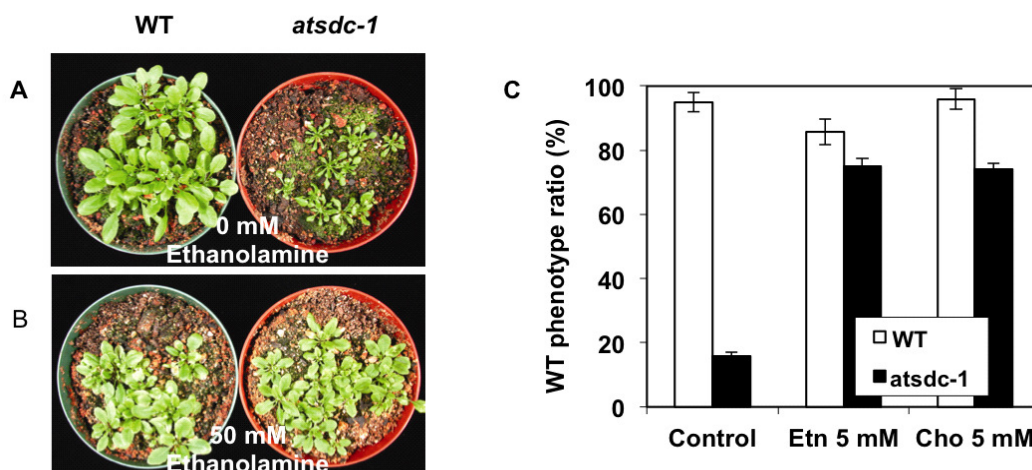 WT atsdc-1
A
0 mM
Ethanolamine
B
50 mM
Ethanolamine
C
WT phenotype ratio (%)
100
80
60
40
20
0
WT
atsdc-1
Control Etn 5 mM Cho 5 mM